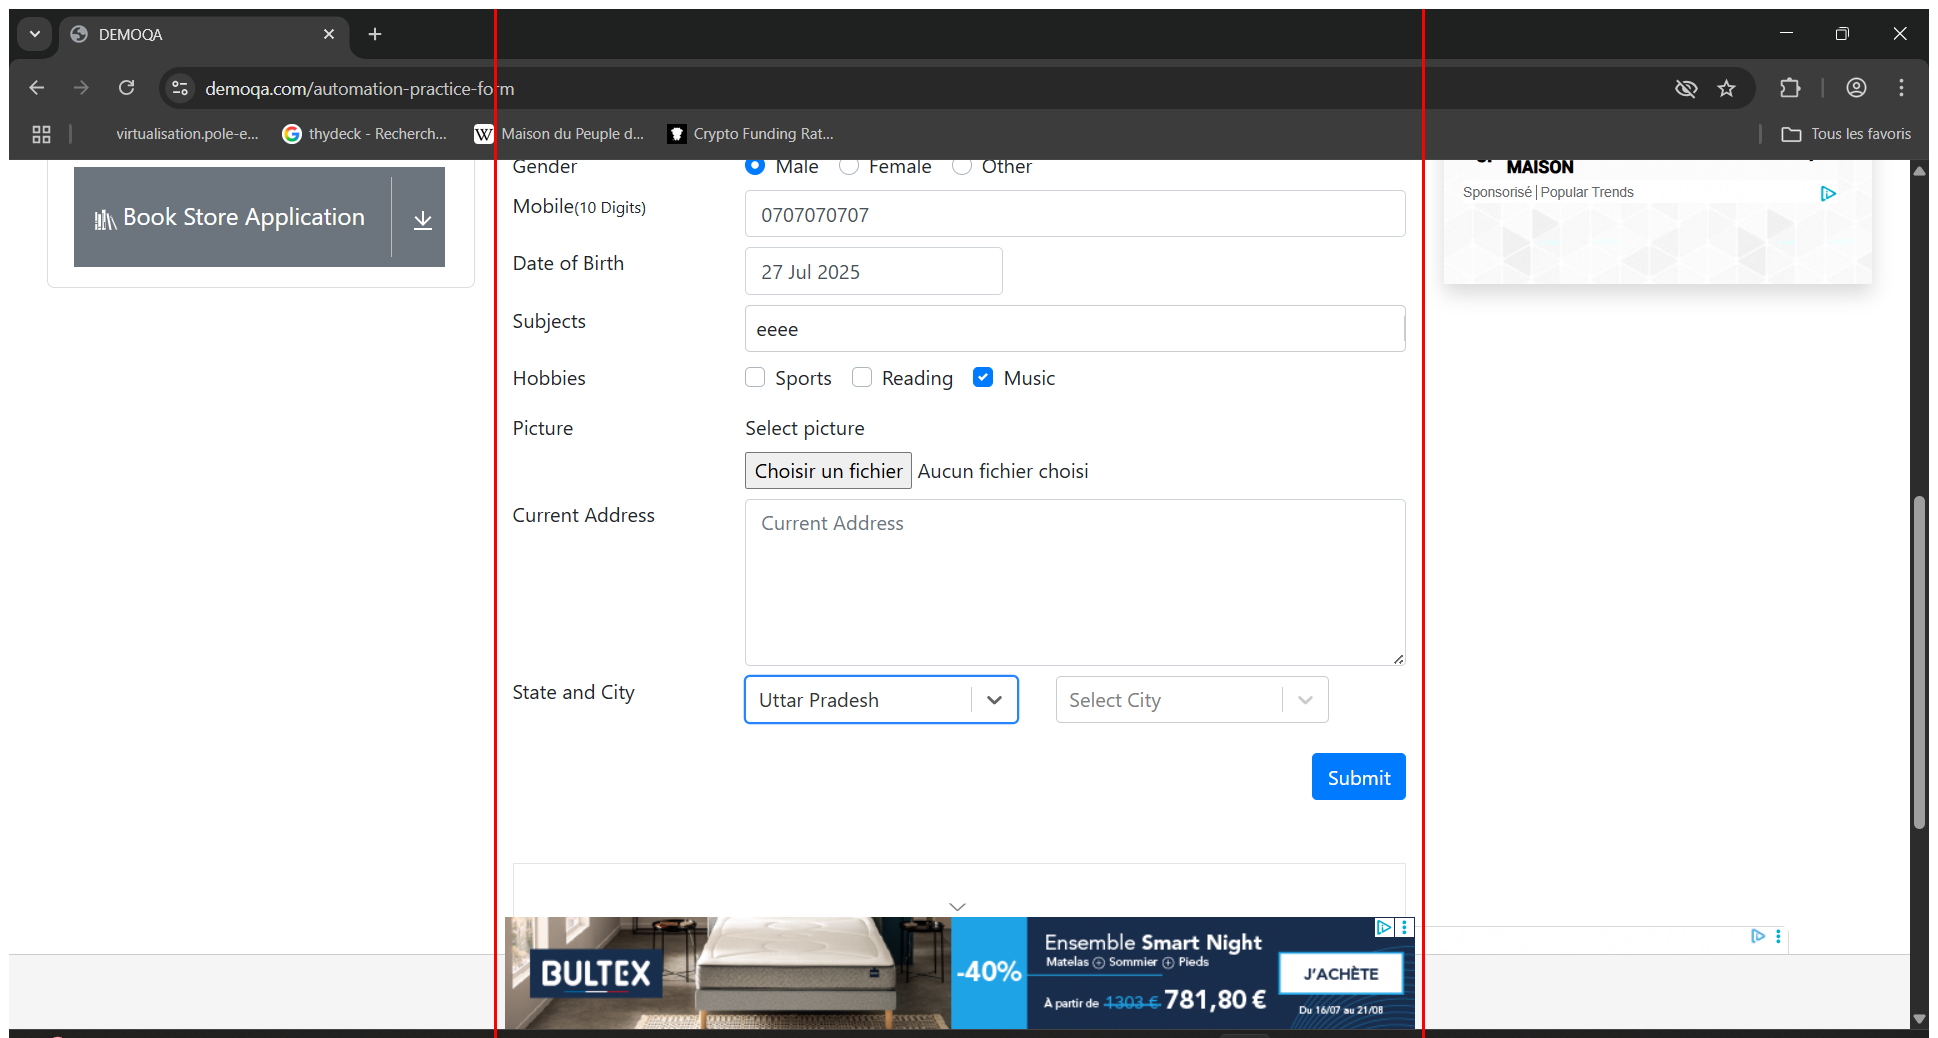 DEMOQA
demoqa.com/automation-practice-form
virtualisation.pole-e...
thydeck - Recherch...
Maison du Peuple d...
Crypto Funding Rat...
Tous les favoris
Book Store Application
Gender
Male
Female
Other
Mobile(10 Digits)
0707070707
Date of Birth
27 Jul 2025
Subjects
eeee
Hobbies
Sports
Reading
Music
Picture
Select picture
Choisir un fichier
Aucun fichier choisi
Current Address
Current Address
State and City
Uttar Pradesh
Select City
Submit
MAISON
Sponsorisé | Popular Trends
BULTEX
-40%
Ensemble Smart Night
Matelas + Sommier + Pieds
À partir de 1303 € 781,80 €
J'ACHÈTE
Du 16/07 au 21/08